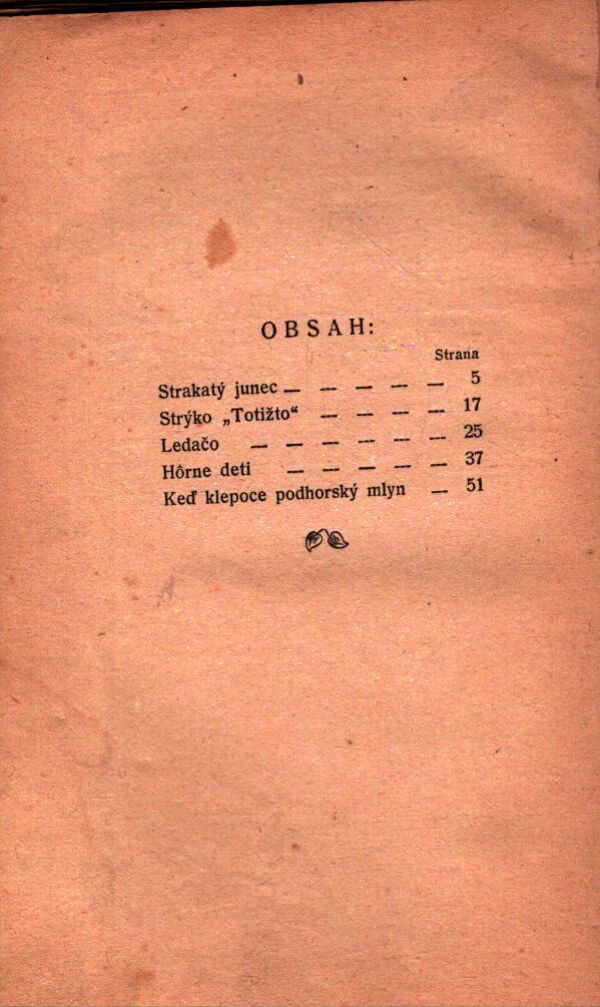 OBSAH:
Strana
Strakatý junec — — — — — 5
Strýko „Totižto“ — — — — 17
Ledačo — — — — — — 25
Hôrne deti — — — — — 37
Keď klepoce podhorský mlyn — 51